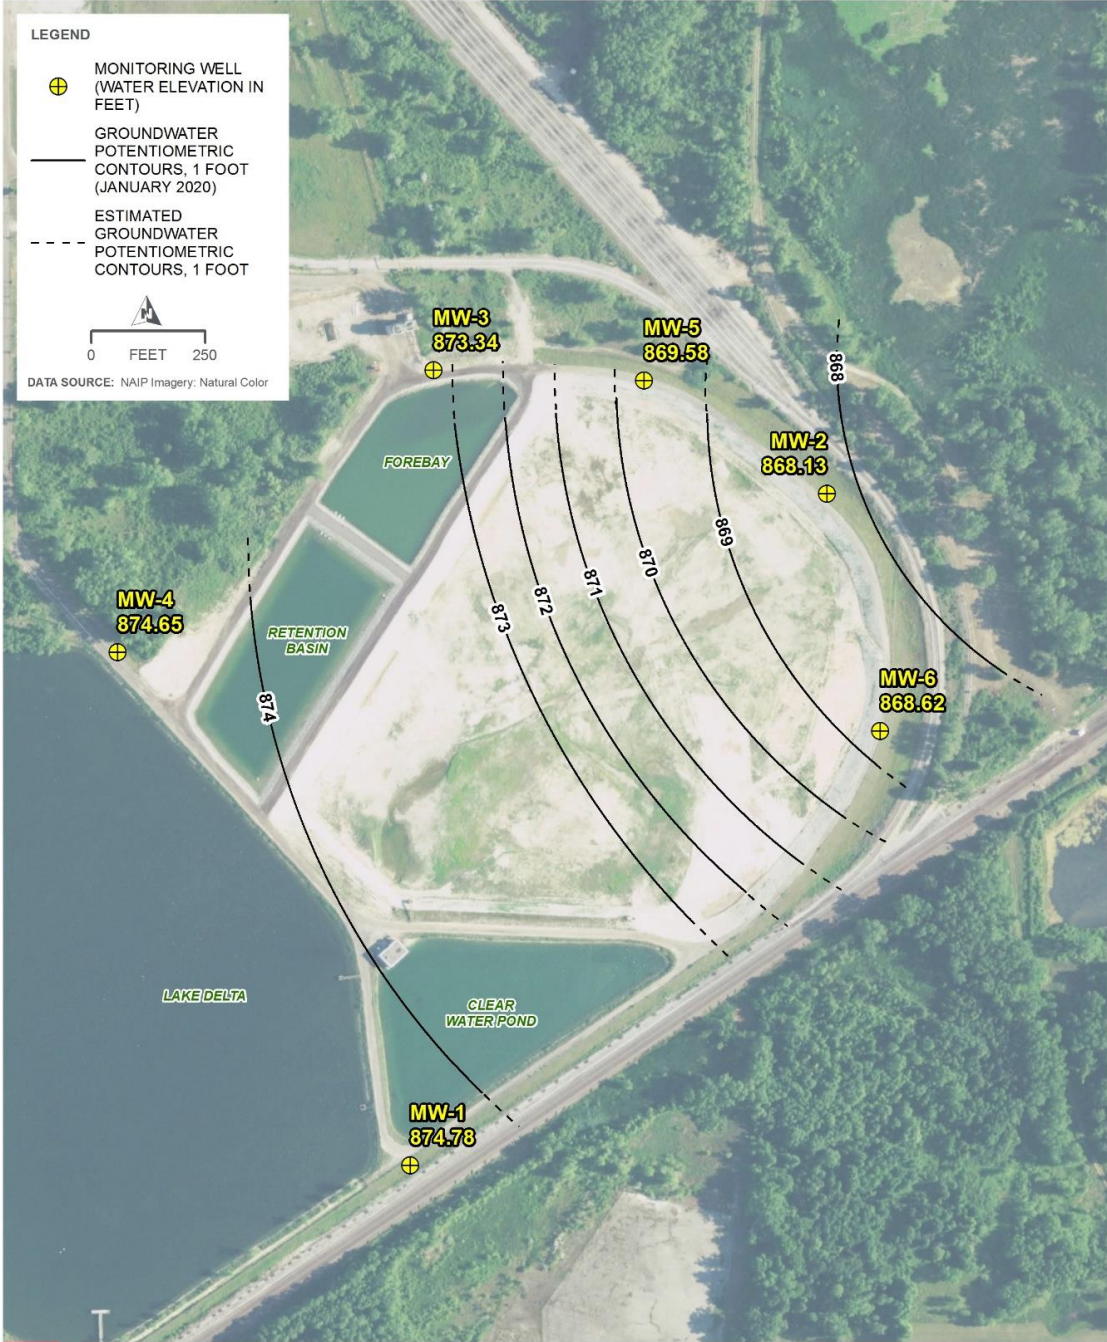 LEGEND
MONITORING WELL
(WATER ELEVATION IN
FEET)
GROUNDWATER
POTENTIOMETRIC
CONTOURS, 1 FOOT
(JANUARY 2020)
ESTIMATED
GROUNDWATER
POTENTIOMETRIC
CONTOURS, 1 FOOT
N
0 FEET 250
DATA SOURCE: NAIP Imagery: Natural Color
MW-3
873.34
MW-5
869.58
868
MW-2
868.13
FOREBAY
869
870
871
872
873
MW-4
874.65
RETENTION
BASIN
874
MW-6
868.62
LAKE DELTA
CLEAR
WATER POND
MW-1
874.78